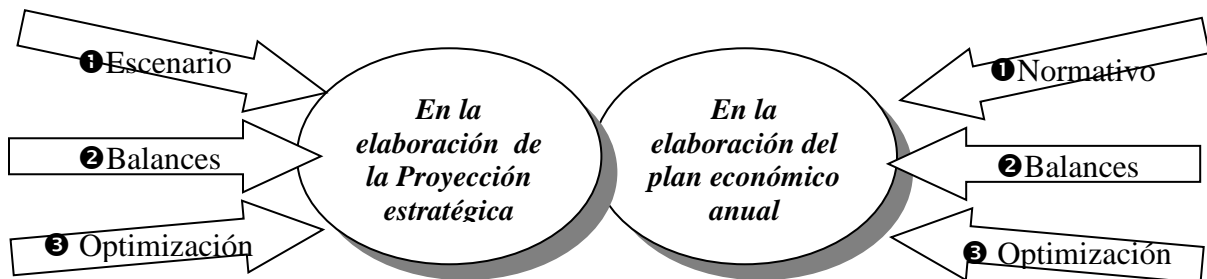 ❶Escenario
❷Balances
❸ Optimización
En la
elaboración de
la Proyección
estratégica
En la
elaboración del
plan económico
anual
❶Normativo
❷Balances
❸ Optimización